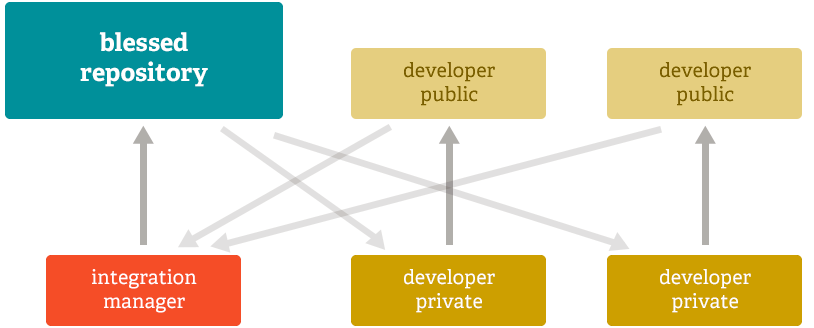 blessed
repository
developer
public
developer
public
integration
manager
developer
private
developer
private